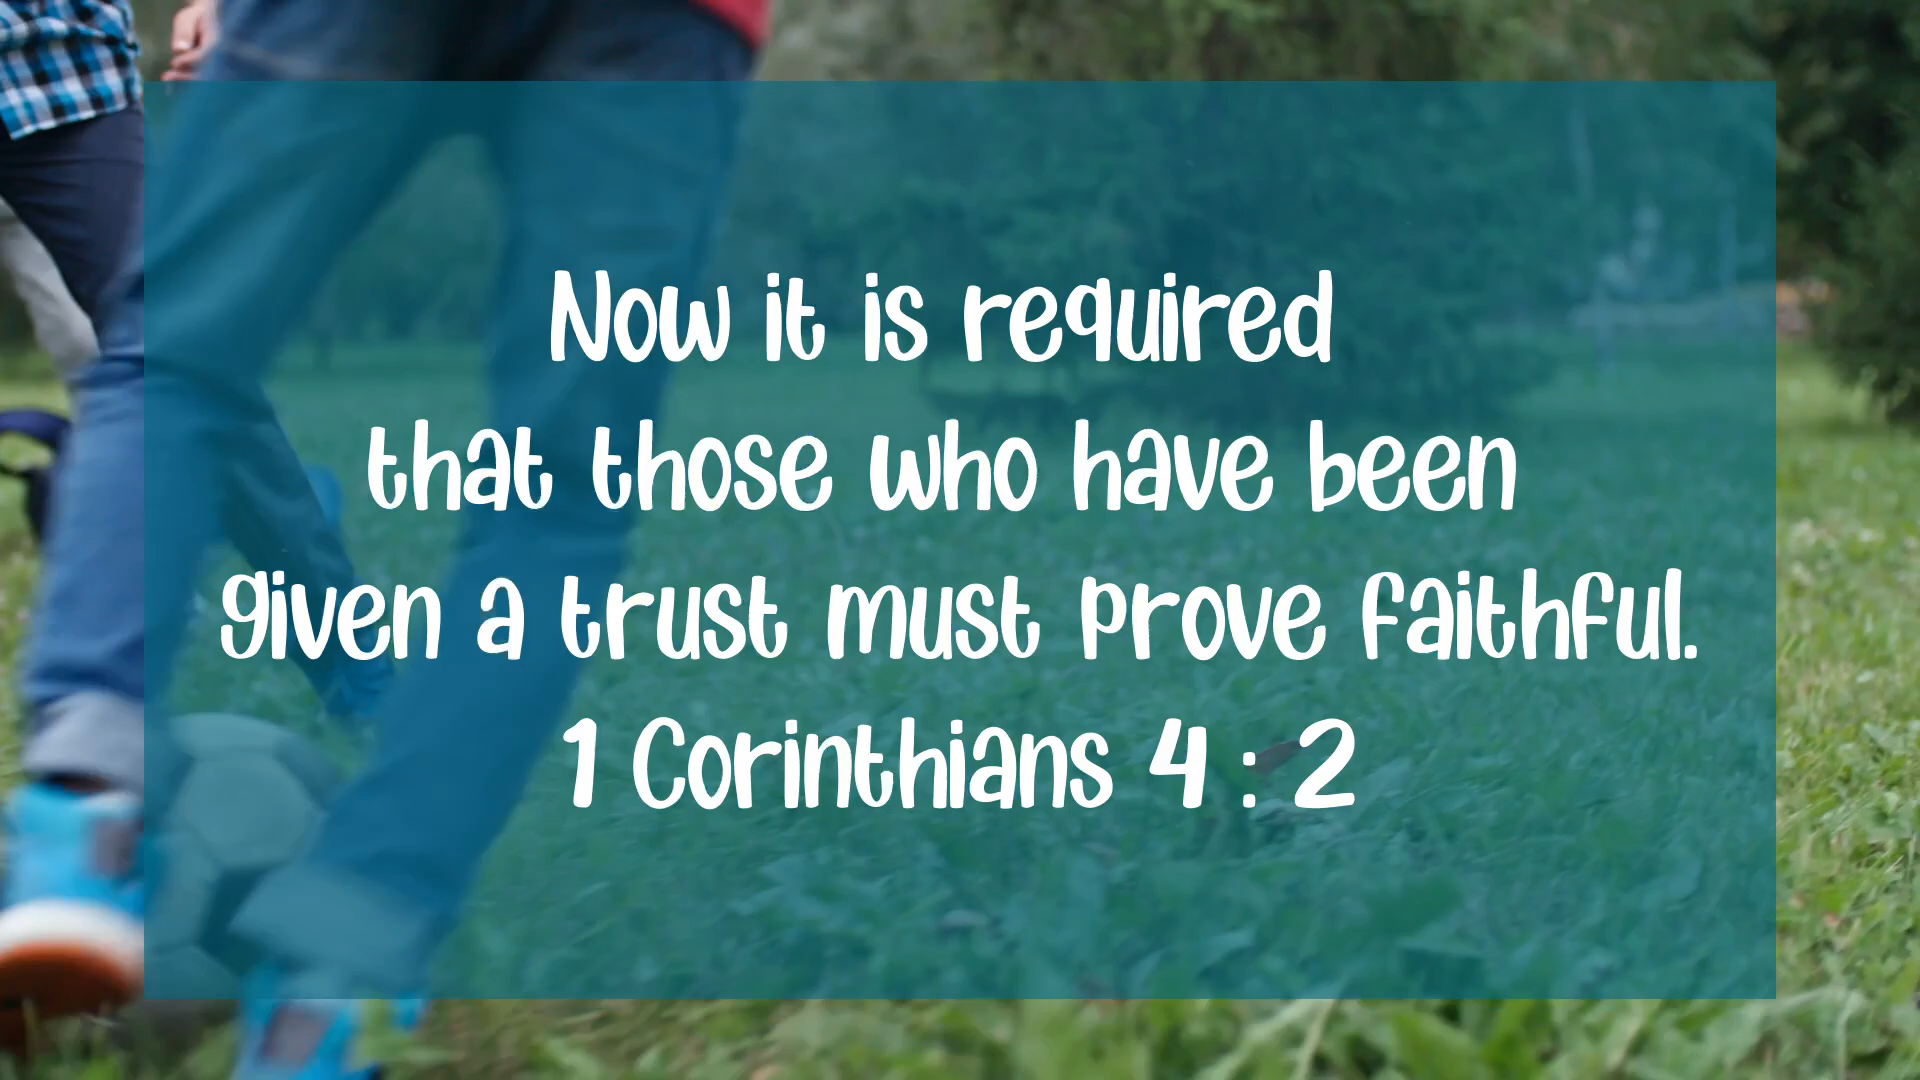 Now it is required
that those who have been
given a trust must prove faithful.
1 Corinthians 4 : 2